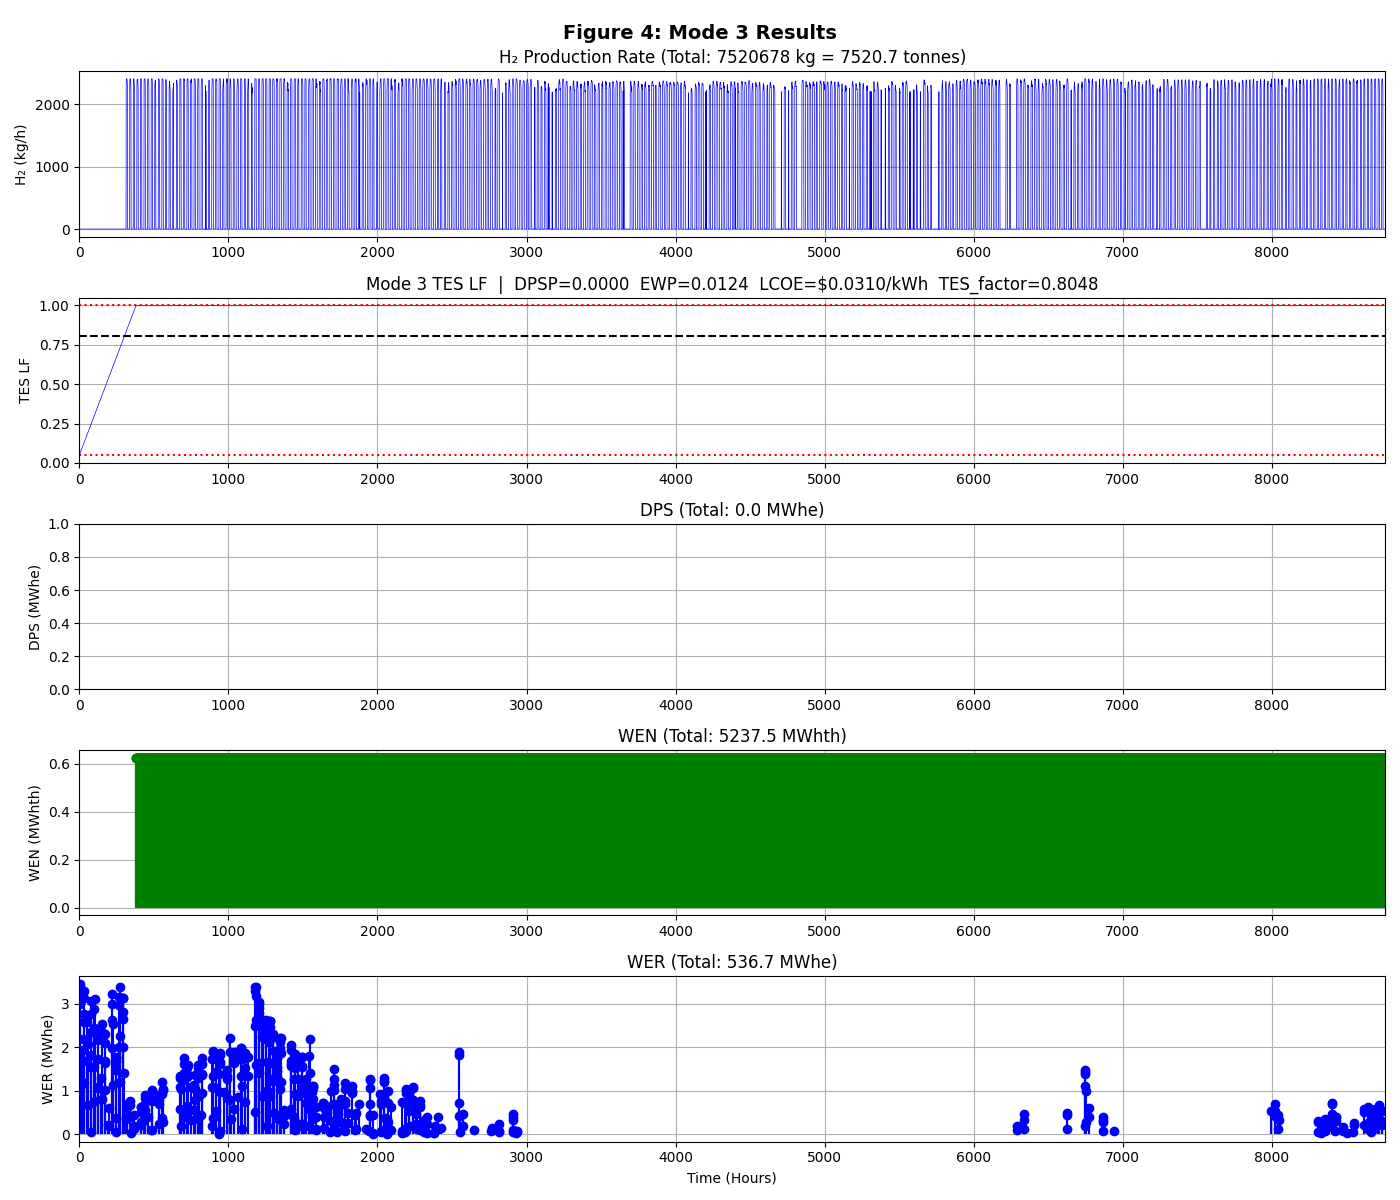 Figure 4: Mode 3 Results
H₂ Production Rate (Total: 7520678 kg = 7520.7 tonnes)
H₂ (kg/h)
2000
1000
0
0 1000 2000 3000 4000 5000 6000 7000 8000
Mode 3 TES LF | DPSP=0.0000 EWP=0.0124 LCOE=$0.0310/kWh TES_factor=0.8048
TES LF
1.00
0.75
0.50
0.25
0.00
0 1000 2000 3000 4000 5000 6000 7000 8000
DPS (Total: 0.0 MWhe)
DPS (MWhe)
1.0
0.8
0.6
0.4
0.2
0.0
0 1000 2000 3000 4000 5000 6000 7000 8000
WEN (Total: 5237.5 MWhth)
WEN (MWhth)
0.6
0.4
0.2
0.0
0 1000 2000 3000 4000 5000 6000 7000 8000
WER (Total: 536.7 MWhe)
WER (MWhe)
3
2
1
0
0 1000 2000 3000 4000 5000 6000 7000 8000
Time (Hours)